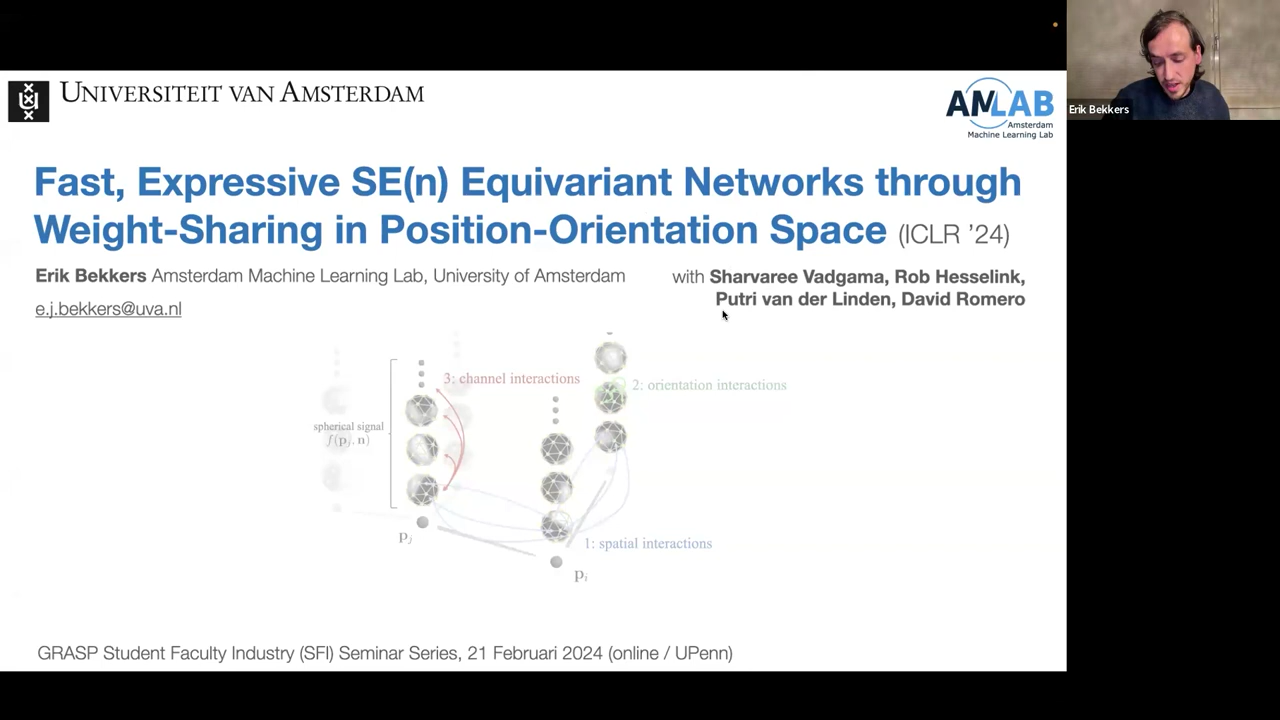 UNIVERSITEIT VAN AMSTERDAM
AMLAB
Amsterdam
Machine Learning Lab
Erik Bekkers
Fast, Expressive SE(n) Equivariant Networks through
Weight-Sharing in Position-Orientation Space (ICLR ’24)
Erik Bekkers Amsterdam Machine Learning Lab, University of Amsterdam
e.j.bekkers@uva.nl
with Sharvaree Vadgama, Rob Hesselink,
Putri van der Linden, David Romero
3: channel interactions
2: orientation interactions
spherical signal
f(p_j, n)
p_j
1: spatial interactions
p_i
GRASP Student Faculty Industry (SFI) Seminar Series, 21 Februari 2024 (online / UPenn)